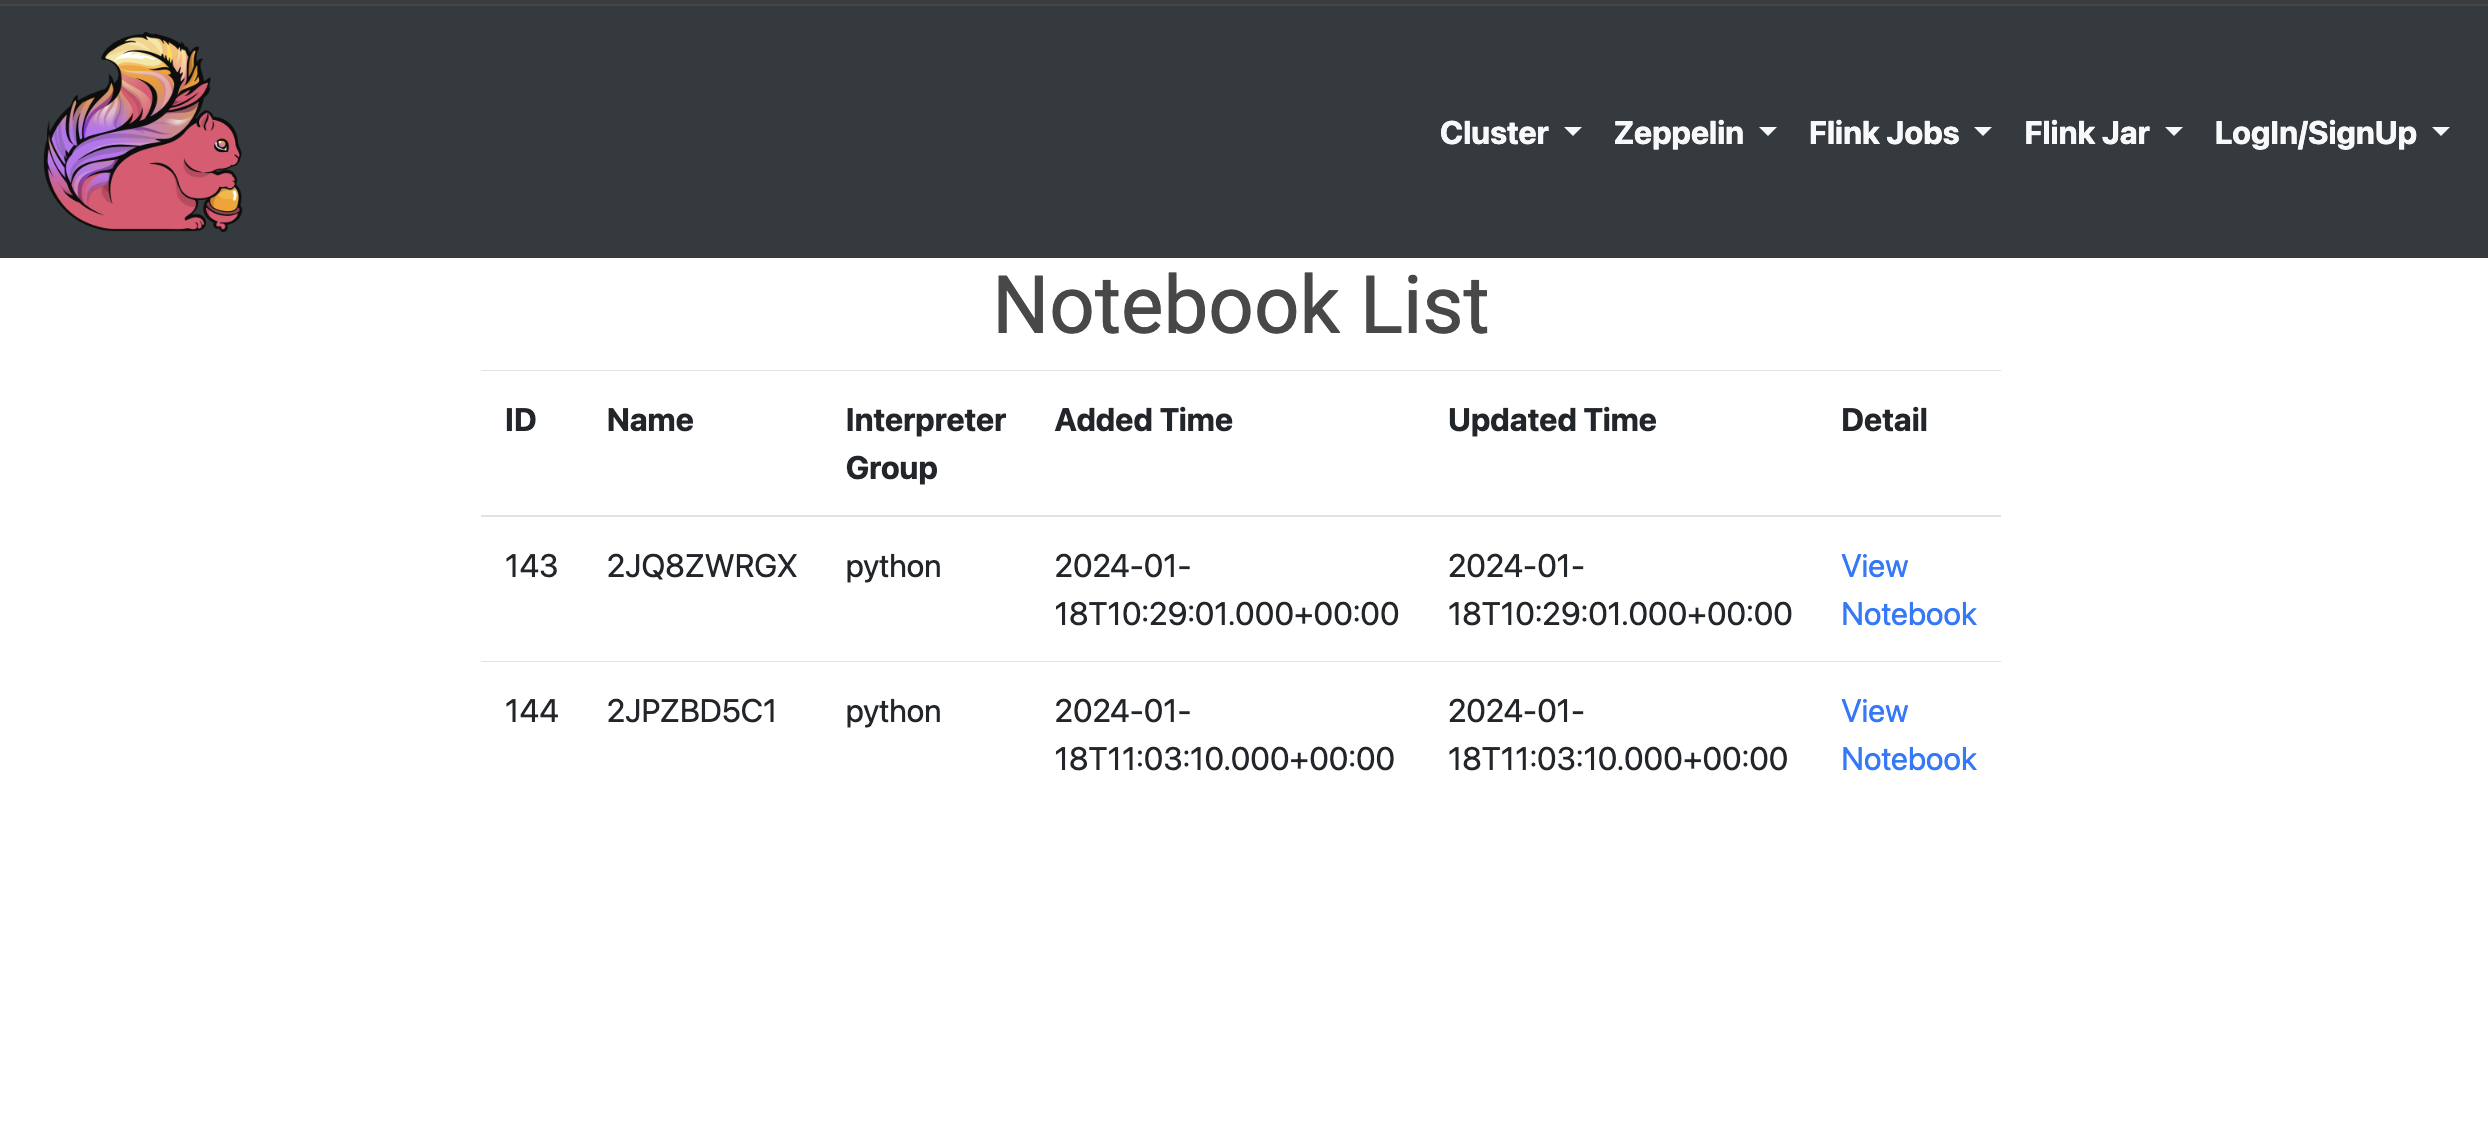 Cluster Zeppelin Flink Jobs Flink Jar LogIn/SignUp
Notebook List
ID Name Interpreter Group Added Time Updated Time Detail
143 2JQ8ZWRGX python 2024-01-18T10:29:01.000+00:00 2024-01-18T10:29:01.000+00:00 View Notebook
144 2JPZBD5C1 python 2024-01-18T11:03:10.000+00:00 2024-01-18T11:03:10.000+00:00 View Notebook